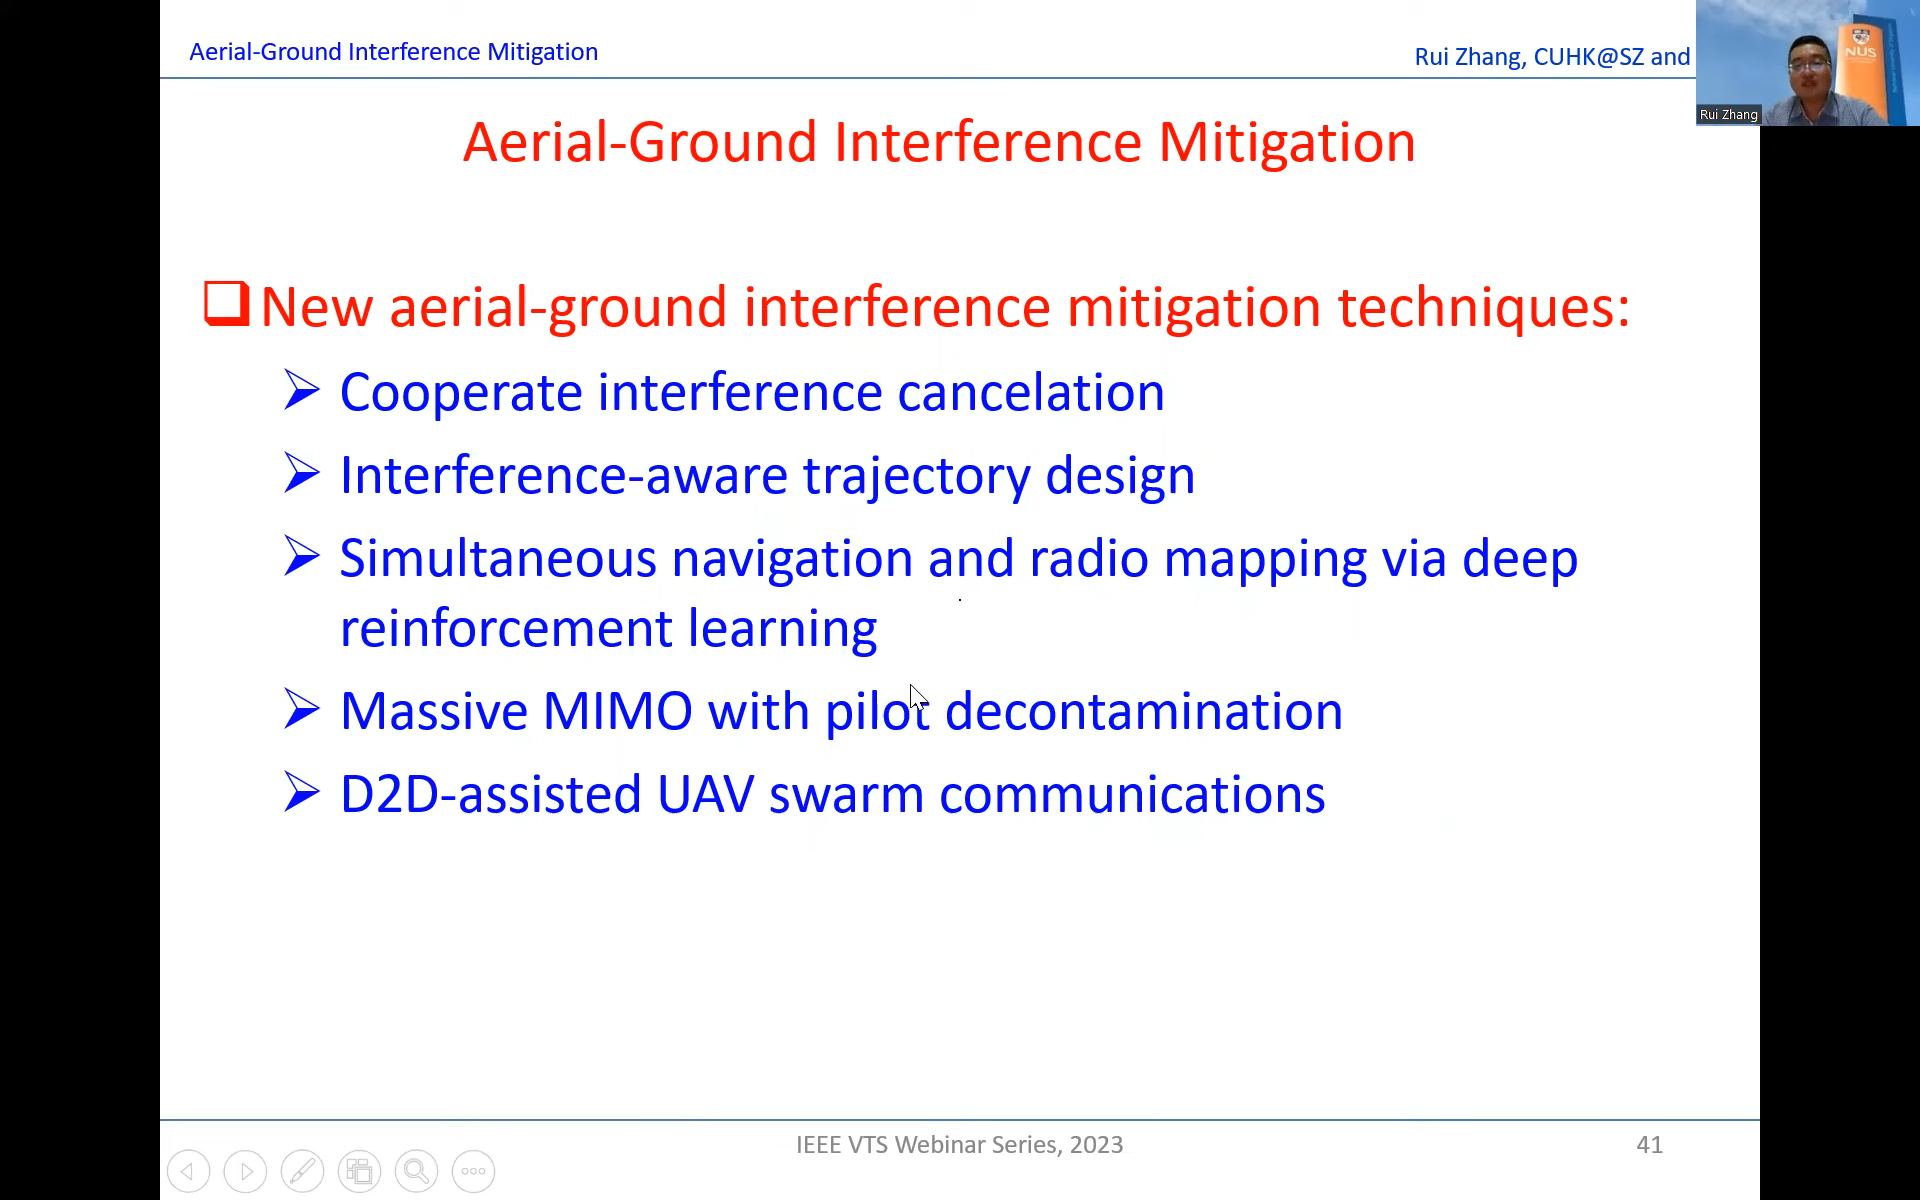 Aerial-Ground Interference Mitigation
Rui Zhang, CUHK@SZ and
NUS
Rui Zhang
Aerial-Ground Interference Mitigation
New aerial-ground interference mitigation techniques:
Cooperate interference cancelation
Interference-aware trajectory design
Simultaneous navigation and radio mapping via deep
reinforcement learning
Massive MIMO with pilot decontamination
D2D-assisted UAV swarm communications
IEEE VTS Webinar Series, 2023
41